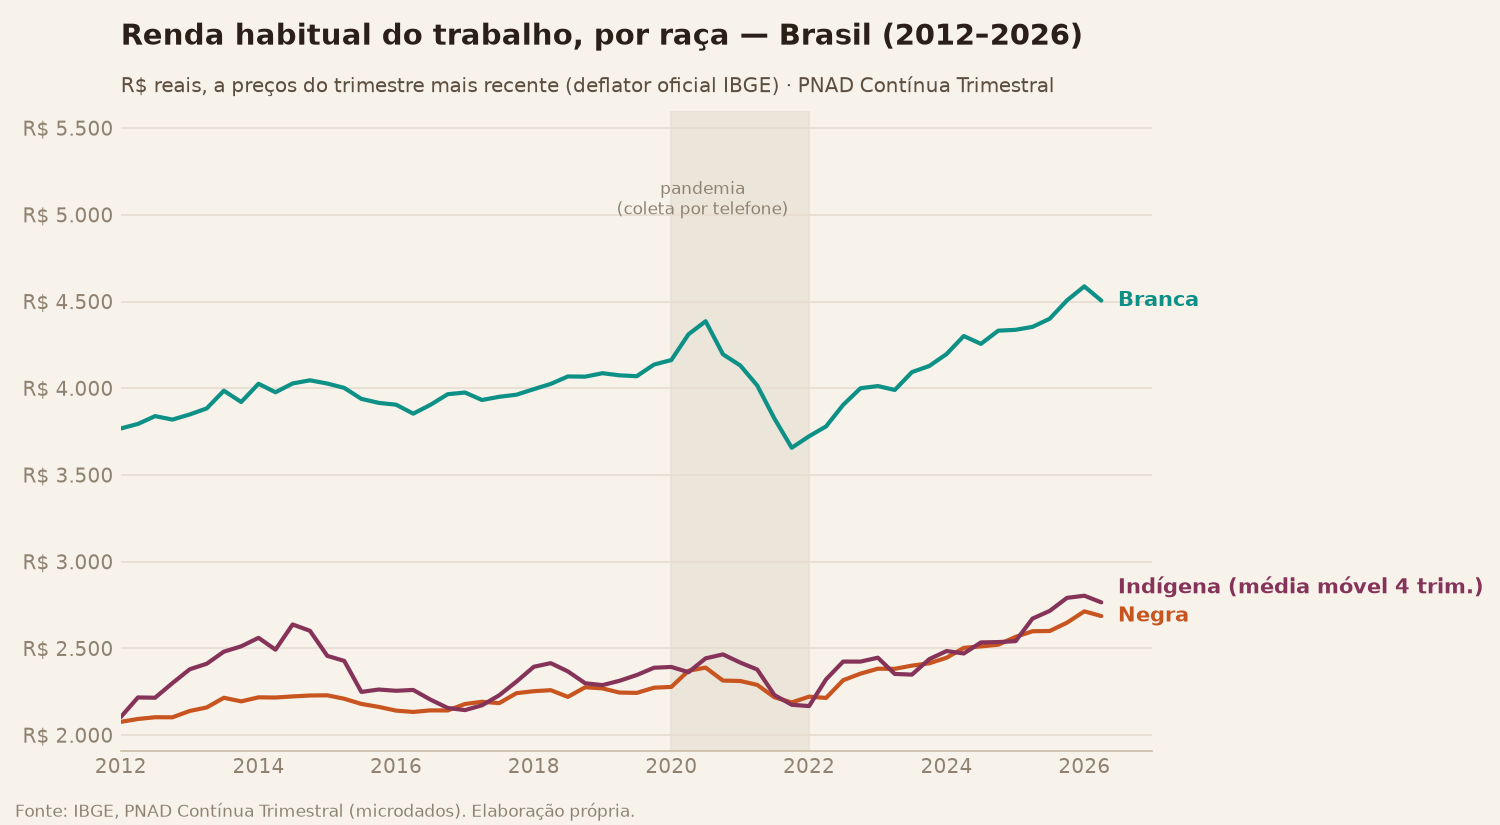 Renda habitual do trabalho, por raça — Brasil (2012–2026)
R$ reais, a preços do trimestre mais recente (deflator oficial IBGE) · PNAD Contínua Trimestral
R$ 5.500
pandemia
(coleta por telefone)
R$ 5.000
R$ 4.500
Branca
R$ 4.000
R$ 3.500
R$ 3.000
Indígena (média móvel 4 trim.)
Negra
R$ 2.500
R$ 2.000
2012 2014 2016 2018 2020 2022 2024 2026
Fonte: IBGE, PNAD Contínua Trimestral (microdados). Elaboração própria.